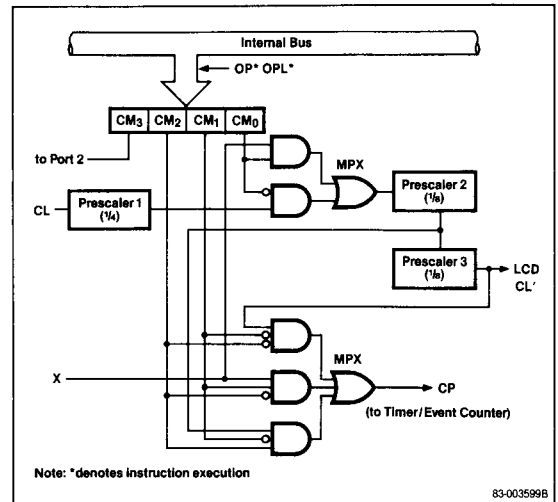 Internal Bus
OP* OPL*
CM3 CM2 CM1 CM0
to Port 2
MPX
CL
Prescaler 1
(1/4)
Prescaler 2
(1/8)
Prescaler 3
(1/8)
LCD
CL'
X
MPX
CP
(to Timer/Event Counter)
Note: *denotes instruction execution
83-003599B